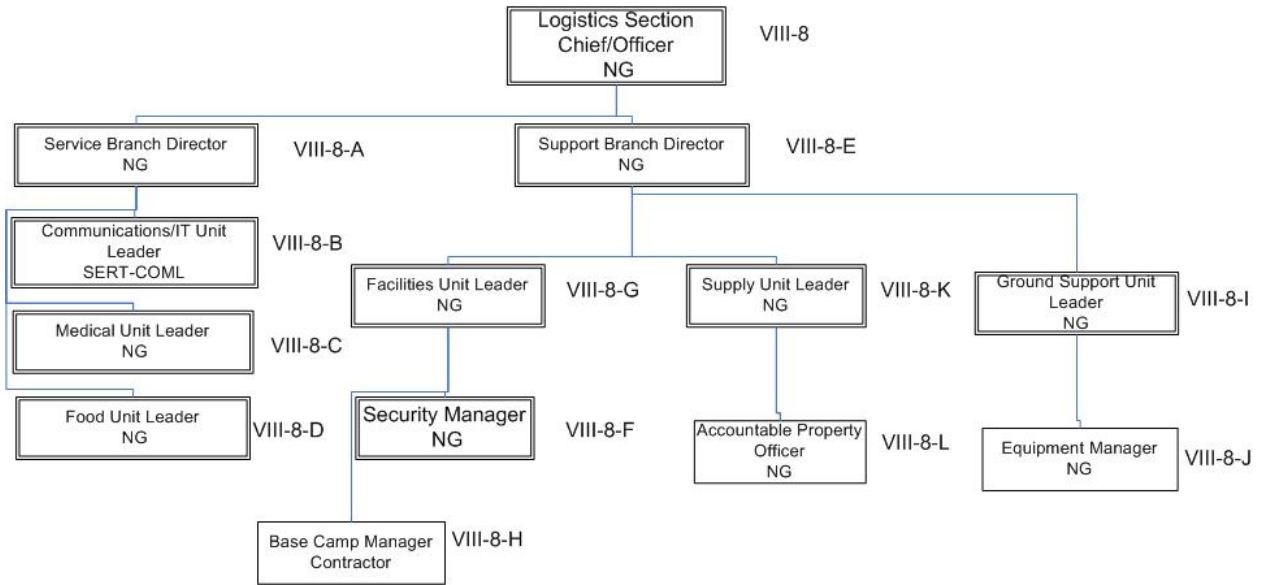 Logistics Section
Chief/Officer
NG
VIII-8
Service Branch Director
NG
VIII-8-A
Support Branch Director
NG
VIII-8-E
Communications/IT Unit
Leader
SERT-COML
VIII-8-B
Facilities Unit Leader
NG
VIII-8-G
Supply Unit Leader
NG
VIII-8-K
Ground Support Unit
Leader
NG
VIII-8-I
Medical Unit Leader
NG
VIII-8-C
Food Unit Leader
NG
VIII-8-D
Security Manager
NG
VIII-8-F
Accountable Property
Officer
NG
VIII-8-L
Equipment Manager
NG
VIII-8-J
Base Camp Manager
Contractor
VIII-8-H